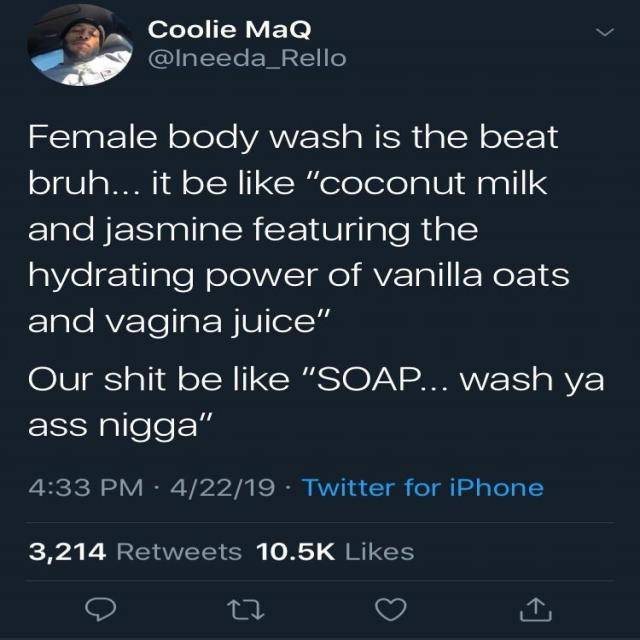 Coolie MaQ
@Ineeda_Rello
Female body wash is the beat
bruh... it be like "coconut milk
and jasmine featuring the
hydrating power of vanilla oats
and vagina juice"
Our shit be like "SOAP... wash ya
ass nigga"
4:33 PM · 4/22/19 · Twitter for iPhone
3,214 Retweets 10.5K Likes